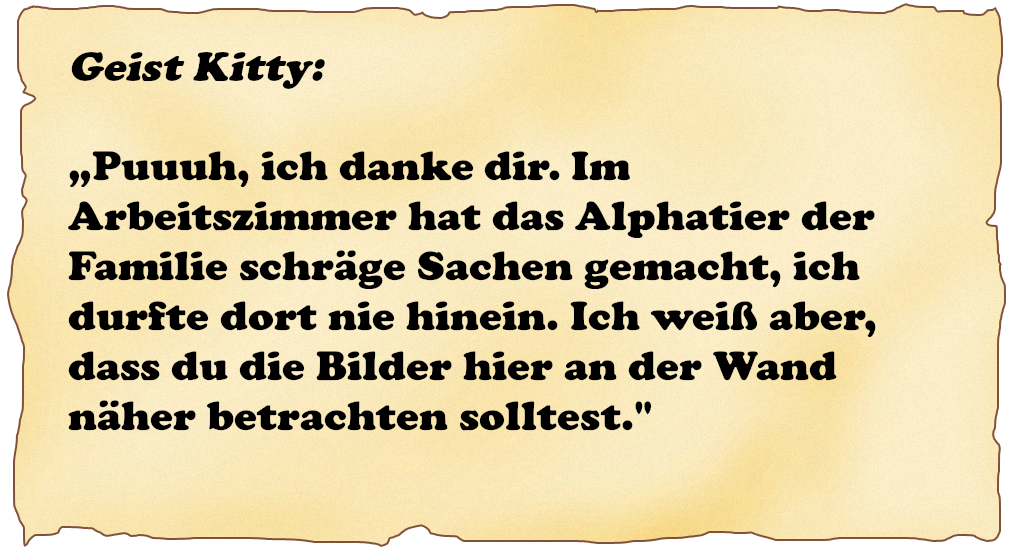 Geist Kitty:
„Puuuh, ich danke dir. Im
Arbeitszimmer hat das Alphatier der
Familie schräge Sachen gemacht, ich
durfte dort nie hinein. Ich weiß aber,
dass du die Bilder hier an der Wand
näher betrachten solltest."